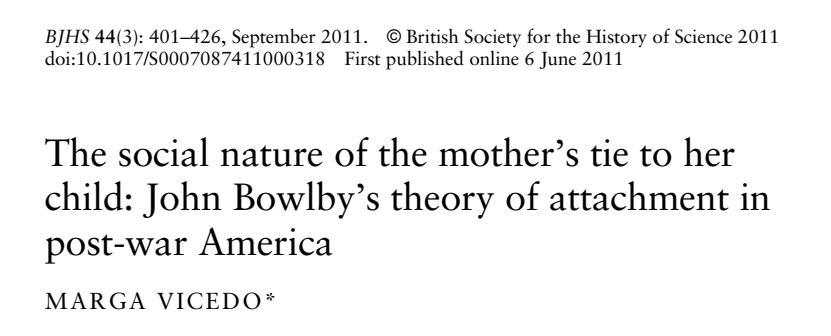 BJHS 44(3): 401–426, September 2011. © British Society for the History of Science 2011
doi:10.1017/S0007087411000318 First published online 6 June 2011
The social nature of the mother's tie to her
child: John Bowlby's theory of attachment in
post-war America
MARGA VICEDO*